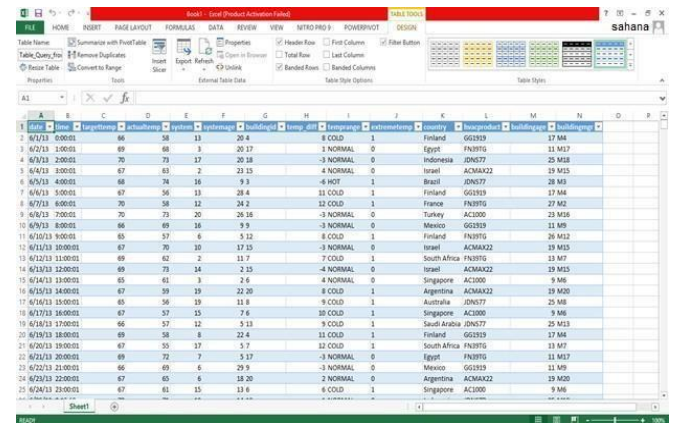 Book1 - Excel (Product Activation Failed)
TABLE TOOLS
FILE HOME INSERT PAGE LAYOUT FORMULAS DATA REVIEW VIEW NITRO PRO 9 POWERPIVOT DESIGN
sahana
Table Name:
Summarize with PivotTable
Properties
Header Row First Column Filter Button
Table_Query_fro
Remove Duplicates
Open in Browser
Total Row Last Column
Resize Table
Convert to Range
Insert Slicer
Export Refresh
Unlink
Banded Rows Banded Columns
Properties Tools External Table Data Table Style Options Table Styles
A1
A B C D E F G H I J K L M N O P
1 date time targettemp actualtemp system systemage buildingid temp_diff temprange extremetemp country hvacproduct buildingage buildingmgr
2 6/1/13 0:00:01 66 58 13 20 4 8 COLD 1 Finland GG1919 17 M4
3 6/2/13 1:00:01 69 68 3 20 17 1 NORMAL 0 Egypt FN39TG 11 M17
4 6/3/13 2:00:01 70 73 17 20 18 -3 NORMAL 0 Indonesia JDNS77 25 M18
5 6/4/13 3:00:01 67 63 2 23 15 4 NORMAL 0 Israel ACMAX22 19 M15
6 6/5/13 4:00:01 68 74 16 9 3 -6 HOT 1 Brazil JDNS77 28 M3
7 6/6/13 5:00:01 67 56 13 28 4 11 COLD 1 Finland GG1919 17 M4
8 6/7/13 6:00:01 70 58 12 24 2 12 COLD 1 France FN39TG 27 M2
9 6/8/13 7:00:01 70 73 20 26 16 -3 NORMAL 0 Turkey AC1000 23 M16
10 6/9/13 8:00:01 66 69 16 9 9 -3 NORMAL 0 Mexico GG1919 11 M9
11 6/10/13 9:00:01 65 57 6 5 12 8 COLD 1 Finland FN39TG 26 M12
12 6/11/13 10:00:01 67 70 10 17 15 -3 NORMAL 0 Israel ACMAX22 19 M15
13 6/12/13 11:00:01 69 62 2 11 7 7 COLD 1 South Africa FN39TG 13 M7
14 6/13/13 12:00:01 69 73 14 2 15 -4 NORMAL 0 Israel ACMAX22 19 M15
15 6/14/13 13:00:01 65 61 3 2 6 4 NORMAL 0 Singapore AC1000 9 M6
16 6/15/13 14:00:01 67 59 19 22 20 8 COLD 1 Argentina ACMAX22 19 M20
17 6/16/13 15:00:01 65 56 19 11 8 9 COLD 1 Australia JDNS77 25 M8
18 6/17/13 16:00:01 67 57 15 7 6 10 COLD 1 Singapore AC1000 9 M6
19 6/18/13 17:00:01 66 57 12 5 13 9 COLD 1 Saudi Arabia JDNS77 25 M13
20 6/19/13 18:00:01 69 58 8 22 4 11 COLD 1 Finland GG1919 17 M4
21 6/20/13 19:00:01 67 55 17 5 7 12 COLD 1 South Africa FN39TG 13 M7
22 6/21/13 20:00:01 69 72 7 5 17 -3 NORMAL 0 Egypt FN39TG 11 M17
23 6/22/13 21:00:01 66 69 6 29 9 -3 NORMAL 0 Mexico GG1919 11 M9
24 6/23/13 22:00:01 67 65 6 18 20 2 NORMAL 0 Argentina ACMAX22 19 M20
25 6/24/13 23:00:01 67 61 15 13 6 6 COLD 1 Singapore AC1000 9 M6
Sheet1
READY
100%